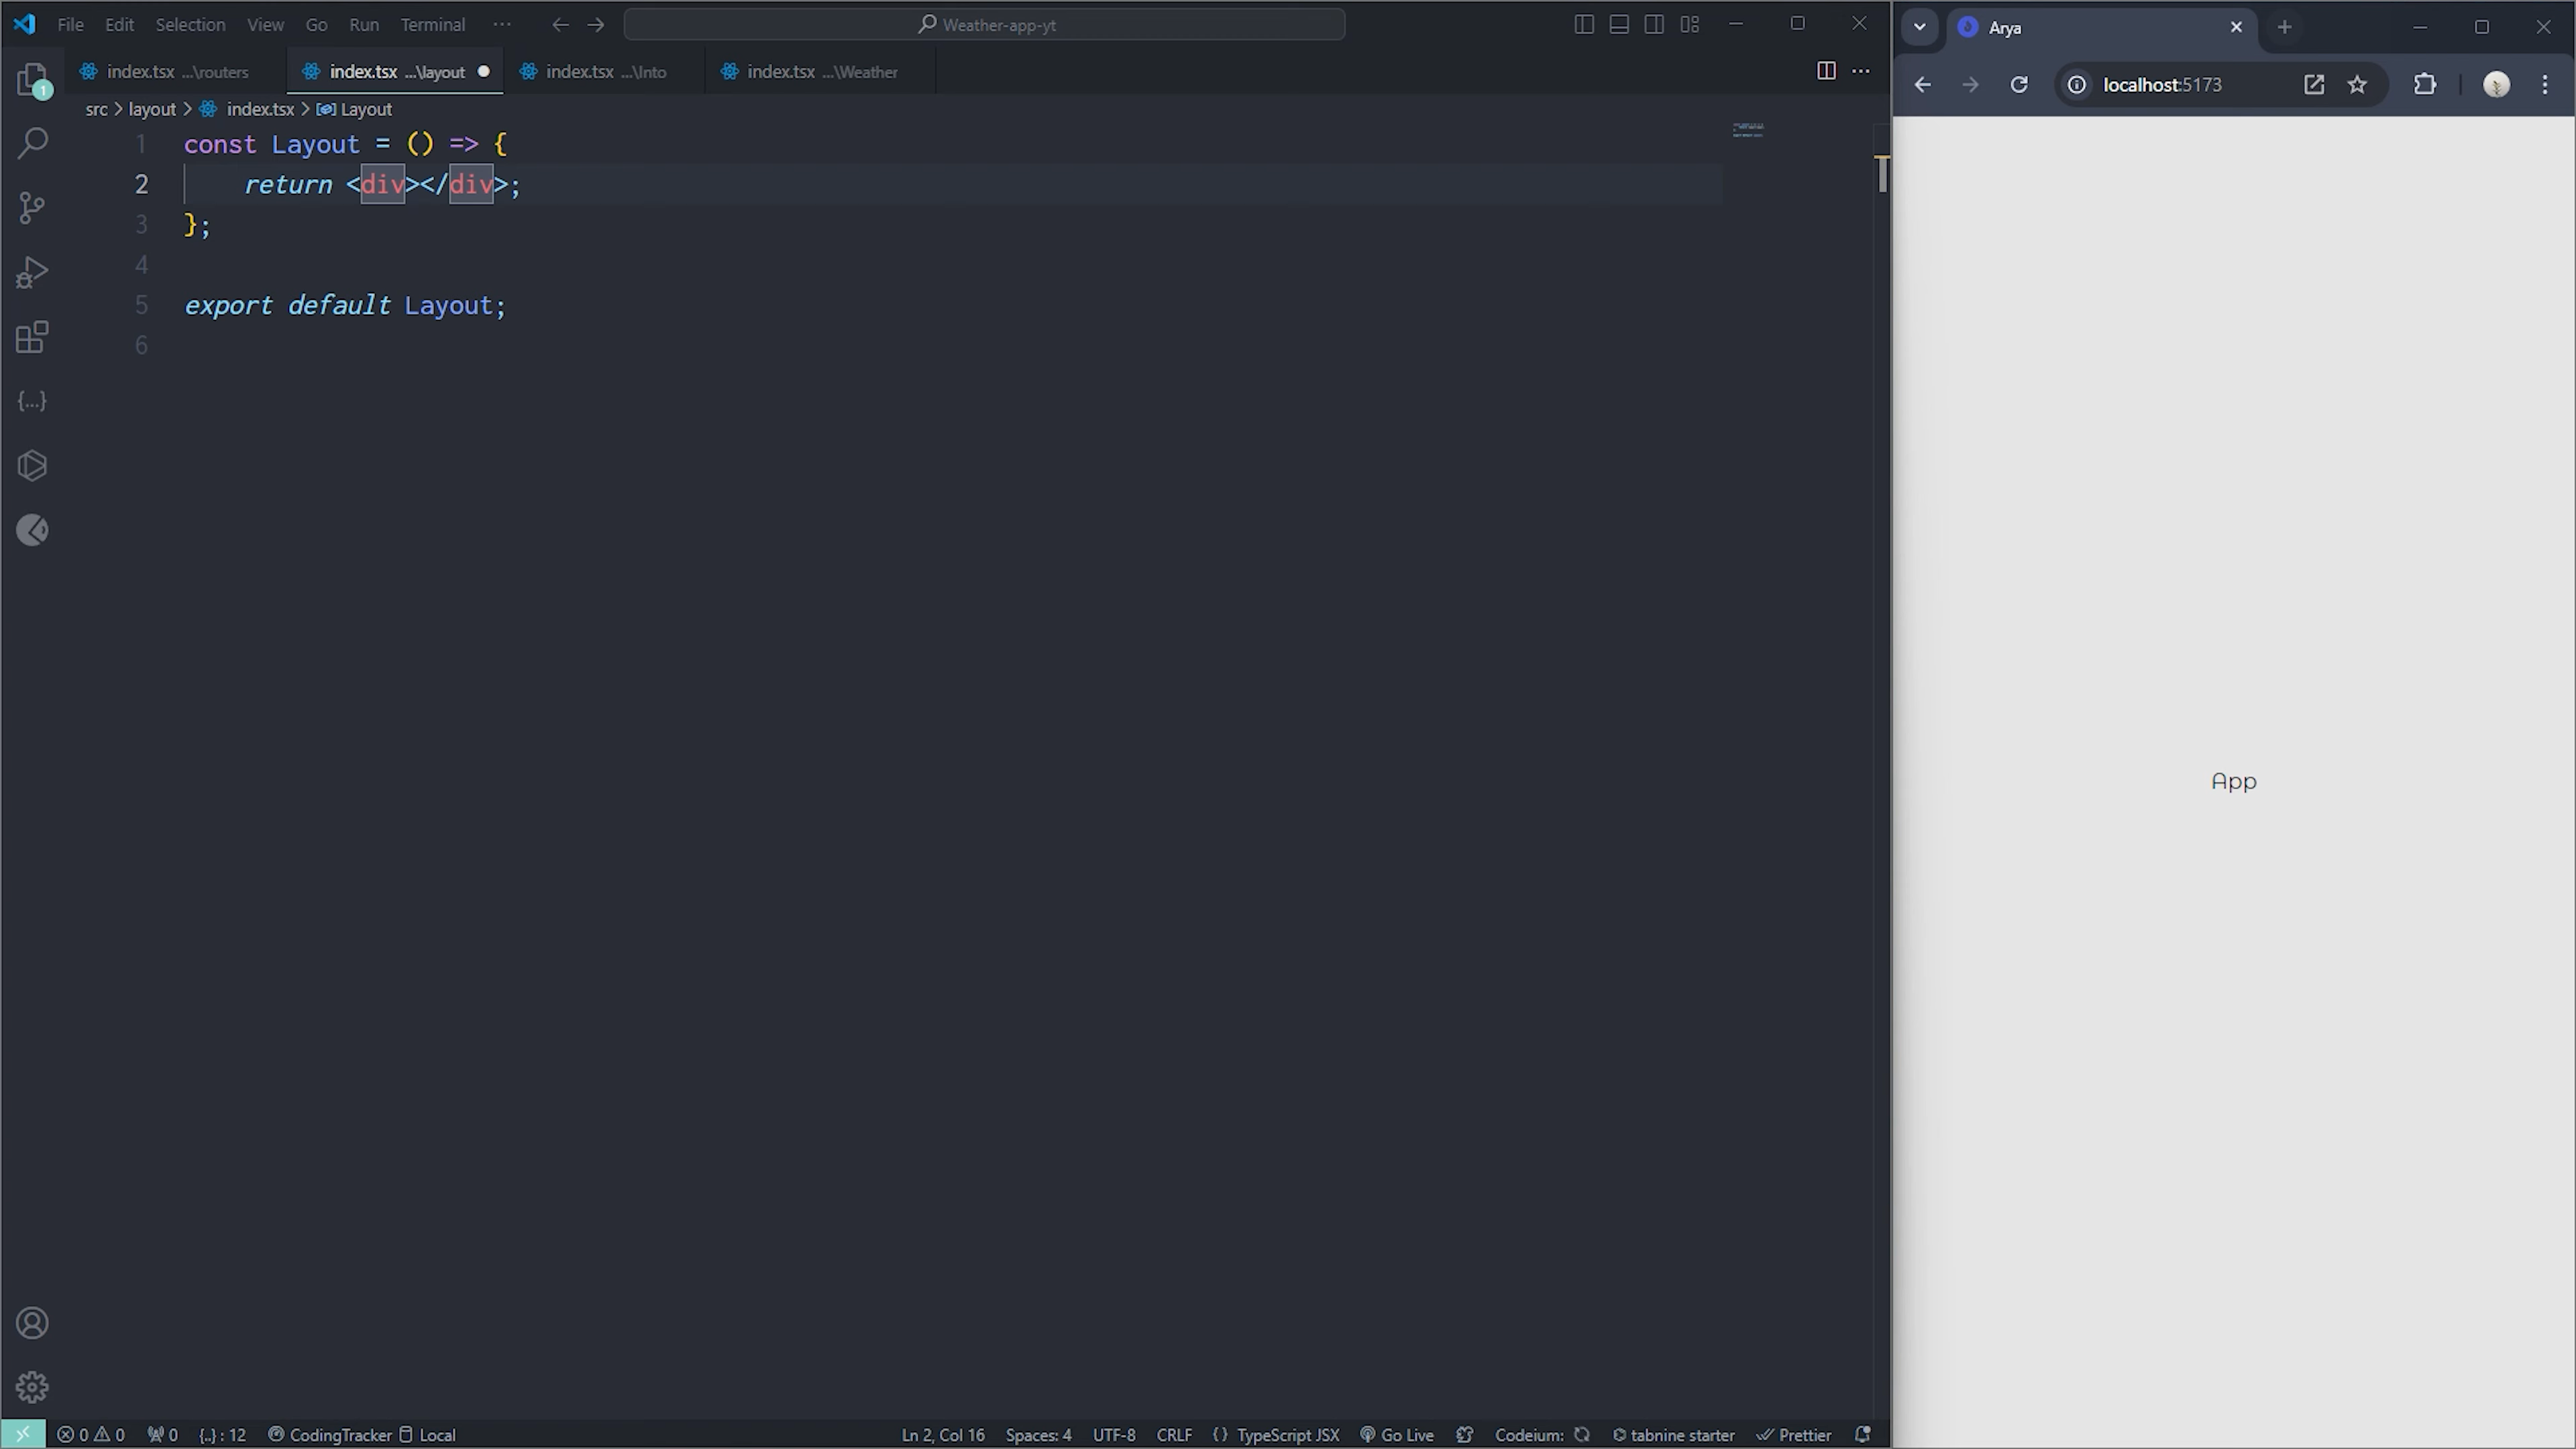 File Edit Selection View Go Run Terminal ··· Weather-app-yt
Arya
index.tsx ...\routers index.tsx ...\layout index.tsx ...\Into index.tsx ...\Weather
localhost:5173
src > layout > index.tsx > Layout
1 const Layout = () => {
2 return <div></div>;
3 };
4
5 export default Layout;
6
1
{...}
App
0 0 0 {..} : 12 CodingTracker Local Ln 2, Col 16 Spaces: 4 UTF-8 CRLF {} TypeScript JSX Go Live Codeium: tabnine starter Prettier